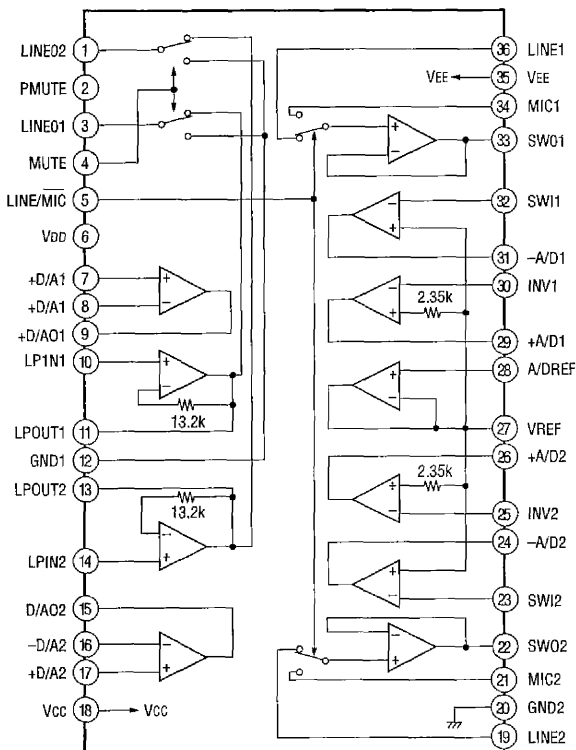 LINE02 1
PMUTE 2
LINE01 3
MUTE 4
LINE/MIC 5
VDD 6
+D/A1 7
+D/A1 8
+D/AO1 9
LP1N1 10
LPOUT1 11
GND1 12
LPOUT2 13
LPIN2 14
D/AO2 15
-D/A2 16
+D/A2 17
VCC 18 VCC
+
−
+
−
13.2k
13.2k
−
+
−
+
36 LINE1
VEE 35 VEE
34 MIC1
33 SWO1
32 SWI1
31 -A/D1
30 INV1
29 +A/D1
28 A/DREF
27 VREF
26 +A/D2
25 INV2
24 -A/D2
23 SWI2
22 SWO2
21 MIC2
20 GND2
19 LINE2
+
−
−
+
−
2.35k
+
+
−
2.35k
+
−
+
−
−
+